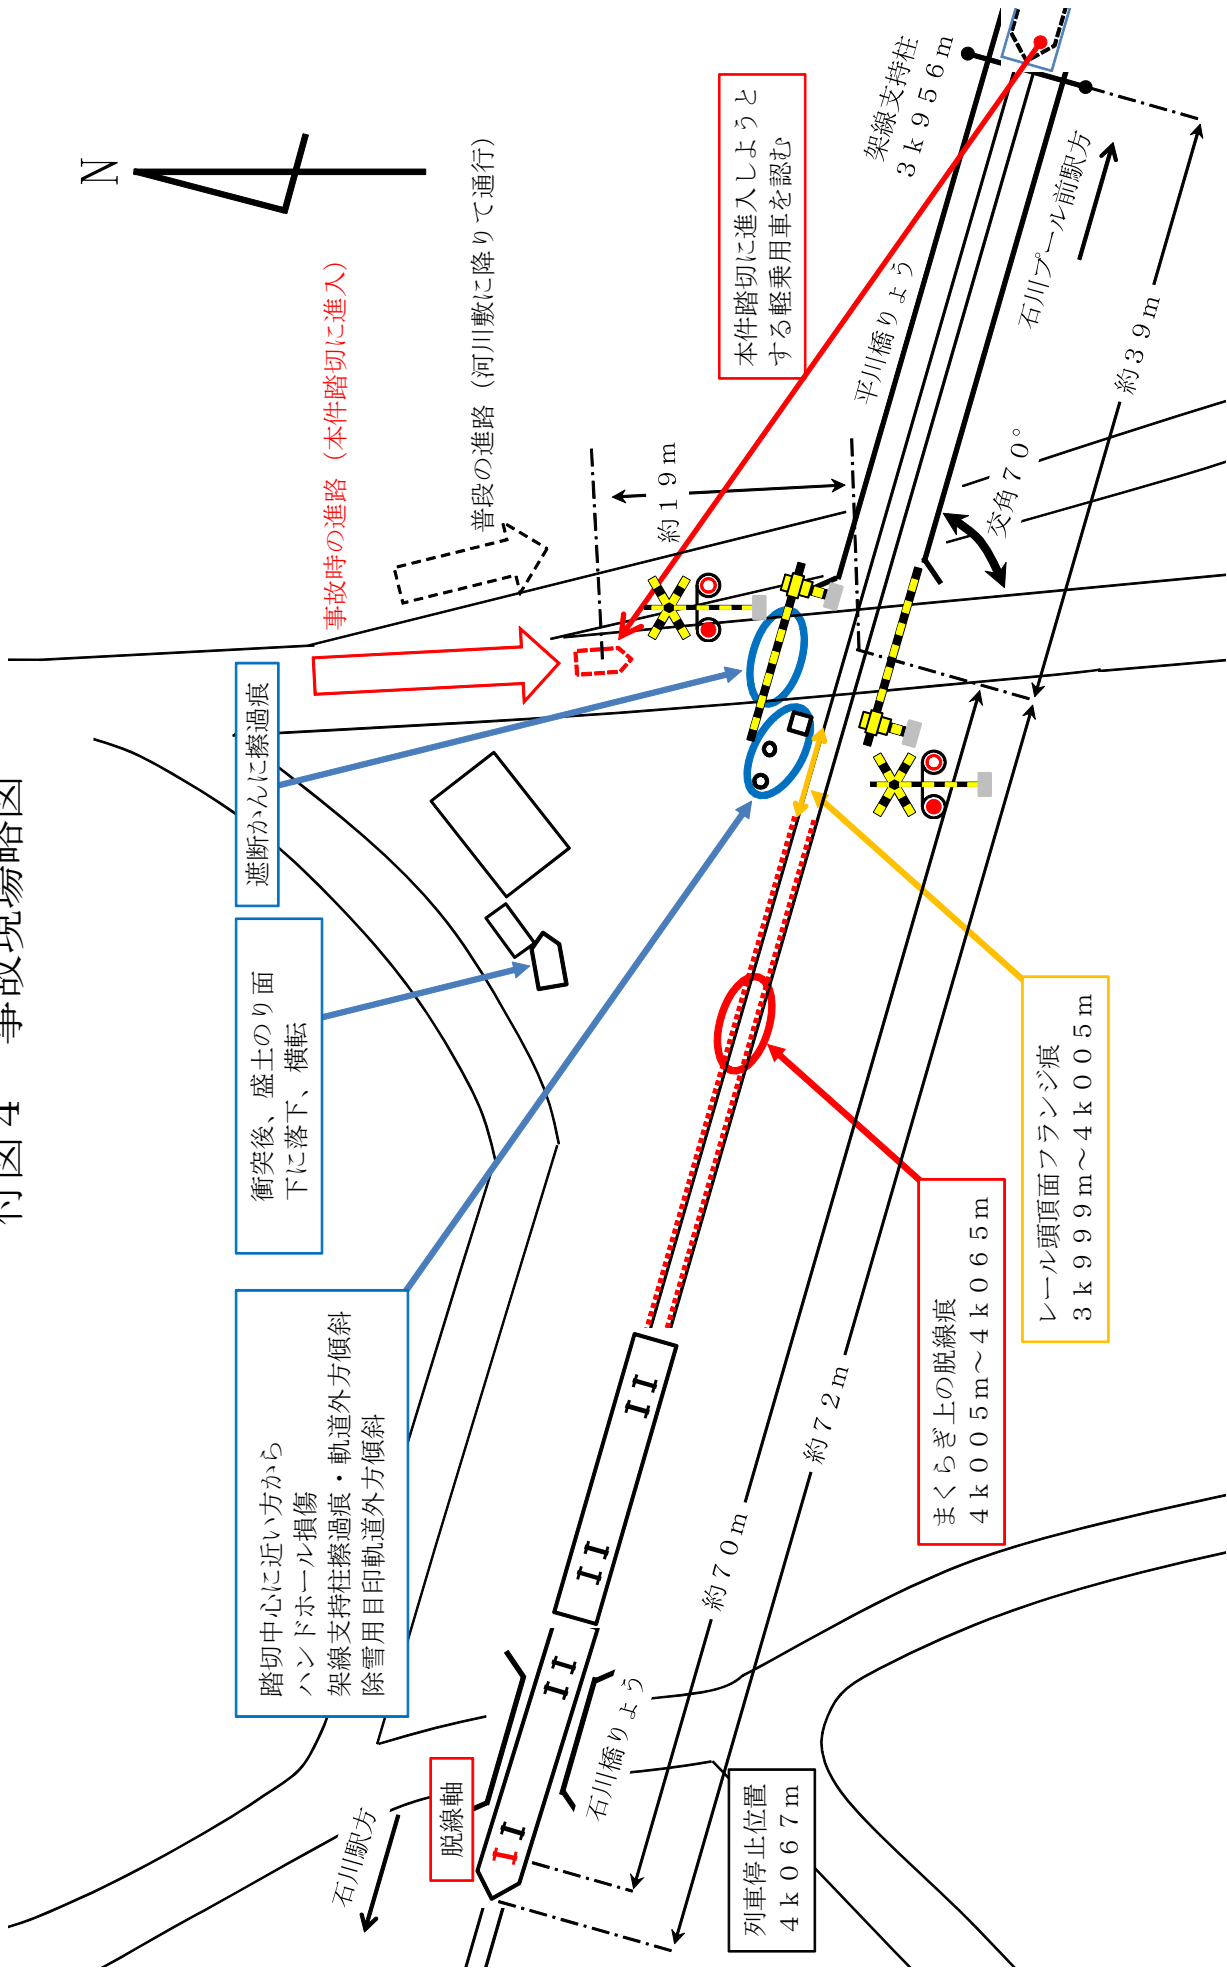 付図４　事故現場略図
N
事故時の進路（本件踏切に進入）
普段の進路（河川敷に降りて通行）
遮断かんに擦過痕
衝突後、盛土のり面
下に落下、横転
踏切中心に近い方から
ハンドホール損傷
架線支持柱擦過痕・軌道外方傾斜
除雪用目印軌道外方傾斜
本件踏切に進入しようと
する軽乗用車を認む
架線支持柱
３ｋ９５６ｍ
平川橋りょう
石川プール前駅方
約１９ｍ
約３９ｍ
交角７０°
石川駅方
脱線軸
石川橋りょう
約７０ｍ
約７２ｍ
列車停止位置
４ｋ０６７ｍ
まくらぎ上の脱線痕
４ｋ００５ｍ～４ｋ０６５ｍ
レール頭頂面フランジ痕
３ｋ９９９ｍ～４ｋ００５ｍ